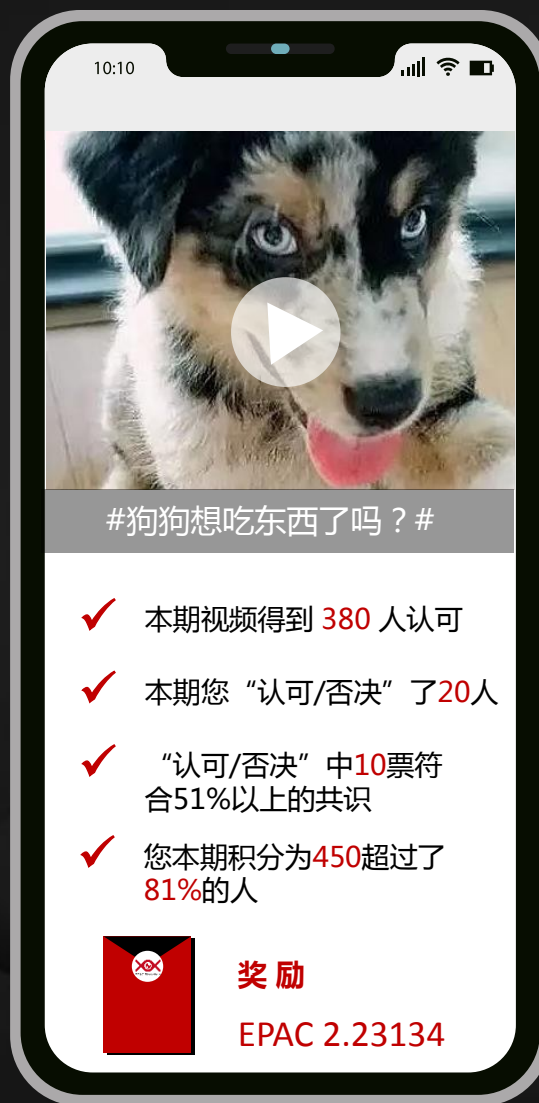 10:10
#狗狗想吃东西了吗？#
本期视频得到 380 人认可
本期您“认可/否决”了20人
“认可/否决”中10票符
合51%以上的共识
您本期积分为450超过了
81%的人
奖 励
EPAC 2.23134